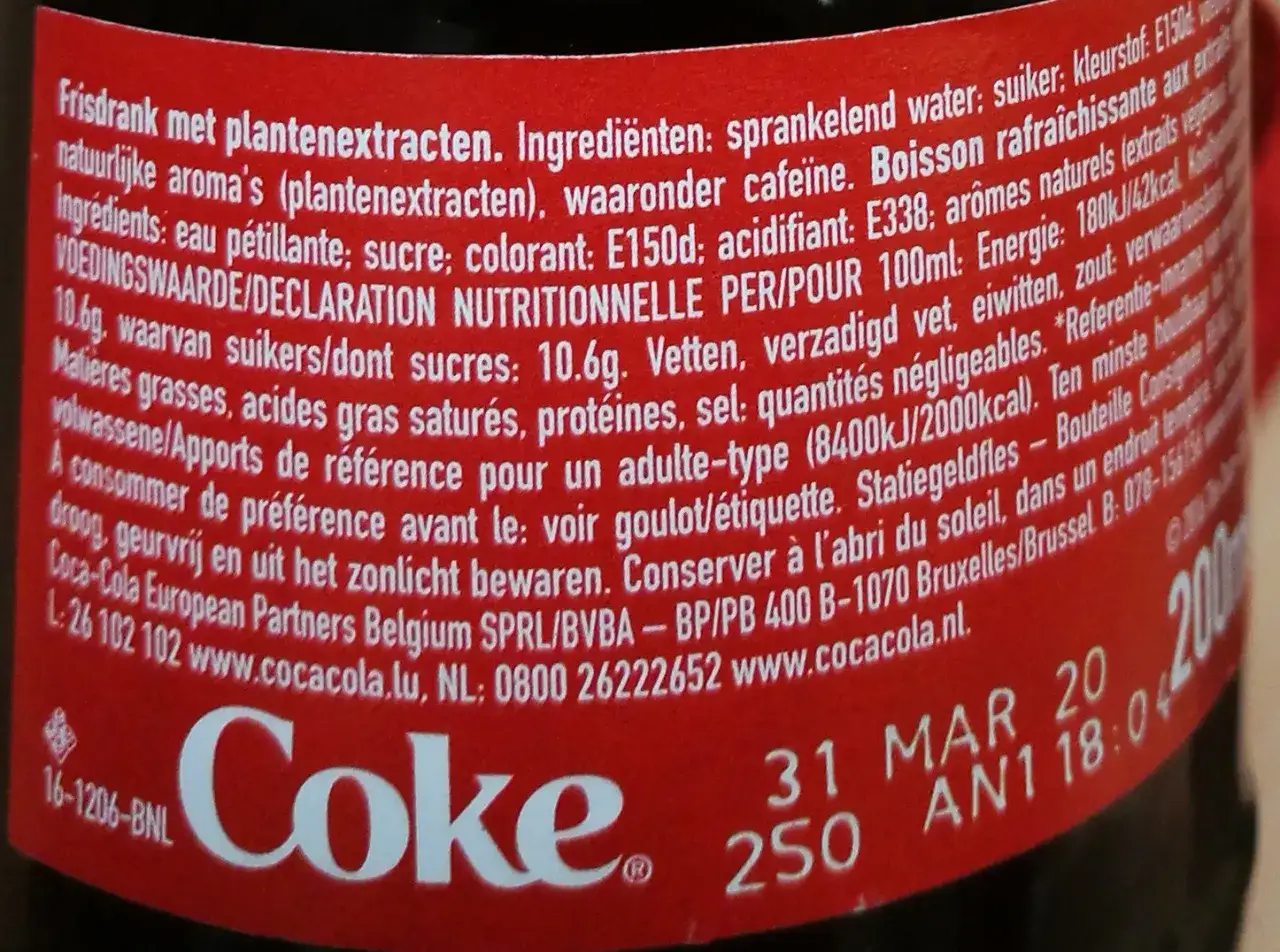 Frisdrank met plantenextracten. Ingrediënten: sprankelend water; suiker; kleurstof: E150d;
natuurlijke aroma's (plantenextracten), waaronder cafeïne. Boisson rafraîchissante aux extraits
Ingrédients: eau pétillante; sucre; colorant: E150d; acidifiant: E338; arômes naturels (extraits
VOEDINGSWAARDE/DECLARATION NUTRITIONNELLE PER/POUR 100ml: Energie: 180kJ/42kcal.
10.6g, waarvan suikers/dont sucres: 10.6g. Vetten, verzadigd vet, eiwitten, zout:
Matières grasses, acides gras saturés, protéines, sel: quantités négligeables. *Referentie-inname
volwassene/Apports de référence pour un adulte-type (8400kJ/2000kcal). Ten minste houdbaar
A consommer de préférence avant le: voir goulot/étiquette. Statiegeldfles – Bouteille Consignée
droog, geurvrij en uit het zonlicht bewaren. Conserver à l'abri du soleil, dans un endroit
Coca-Cola European Partners Belgium SPRL/BVBA – BP/PB 400 B-1070 Bruxelles/Brussel. B:
L: 26 102 102 www.cocacola.lu, NL: 0800 26222652 www.cocacola.nl.
16-1206-BNL
Coke®
31 MAR 20
2SO AN1 18:04